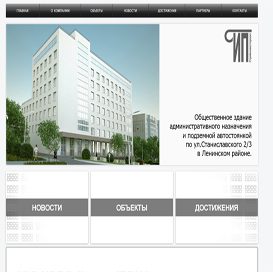 ГЛАВНАЯ О КОМПАНИИ ОБЪЕКТЫ НОВОСТИ ДОСТИЖЕНИЯ ПАРТНЕРЫ КОНТАКТЫ
ИП
Общественное здание
административного назначения
и подземной автостоянкой
по ул.Станиславского 2/3
в Ленинском районе.
НОВОСТИ ОБЪЕКТЫ ДОСТИЖЕНИЯ